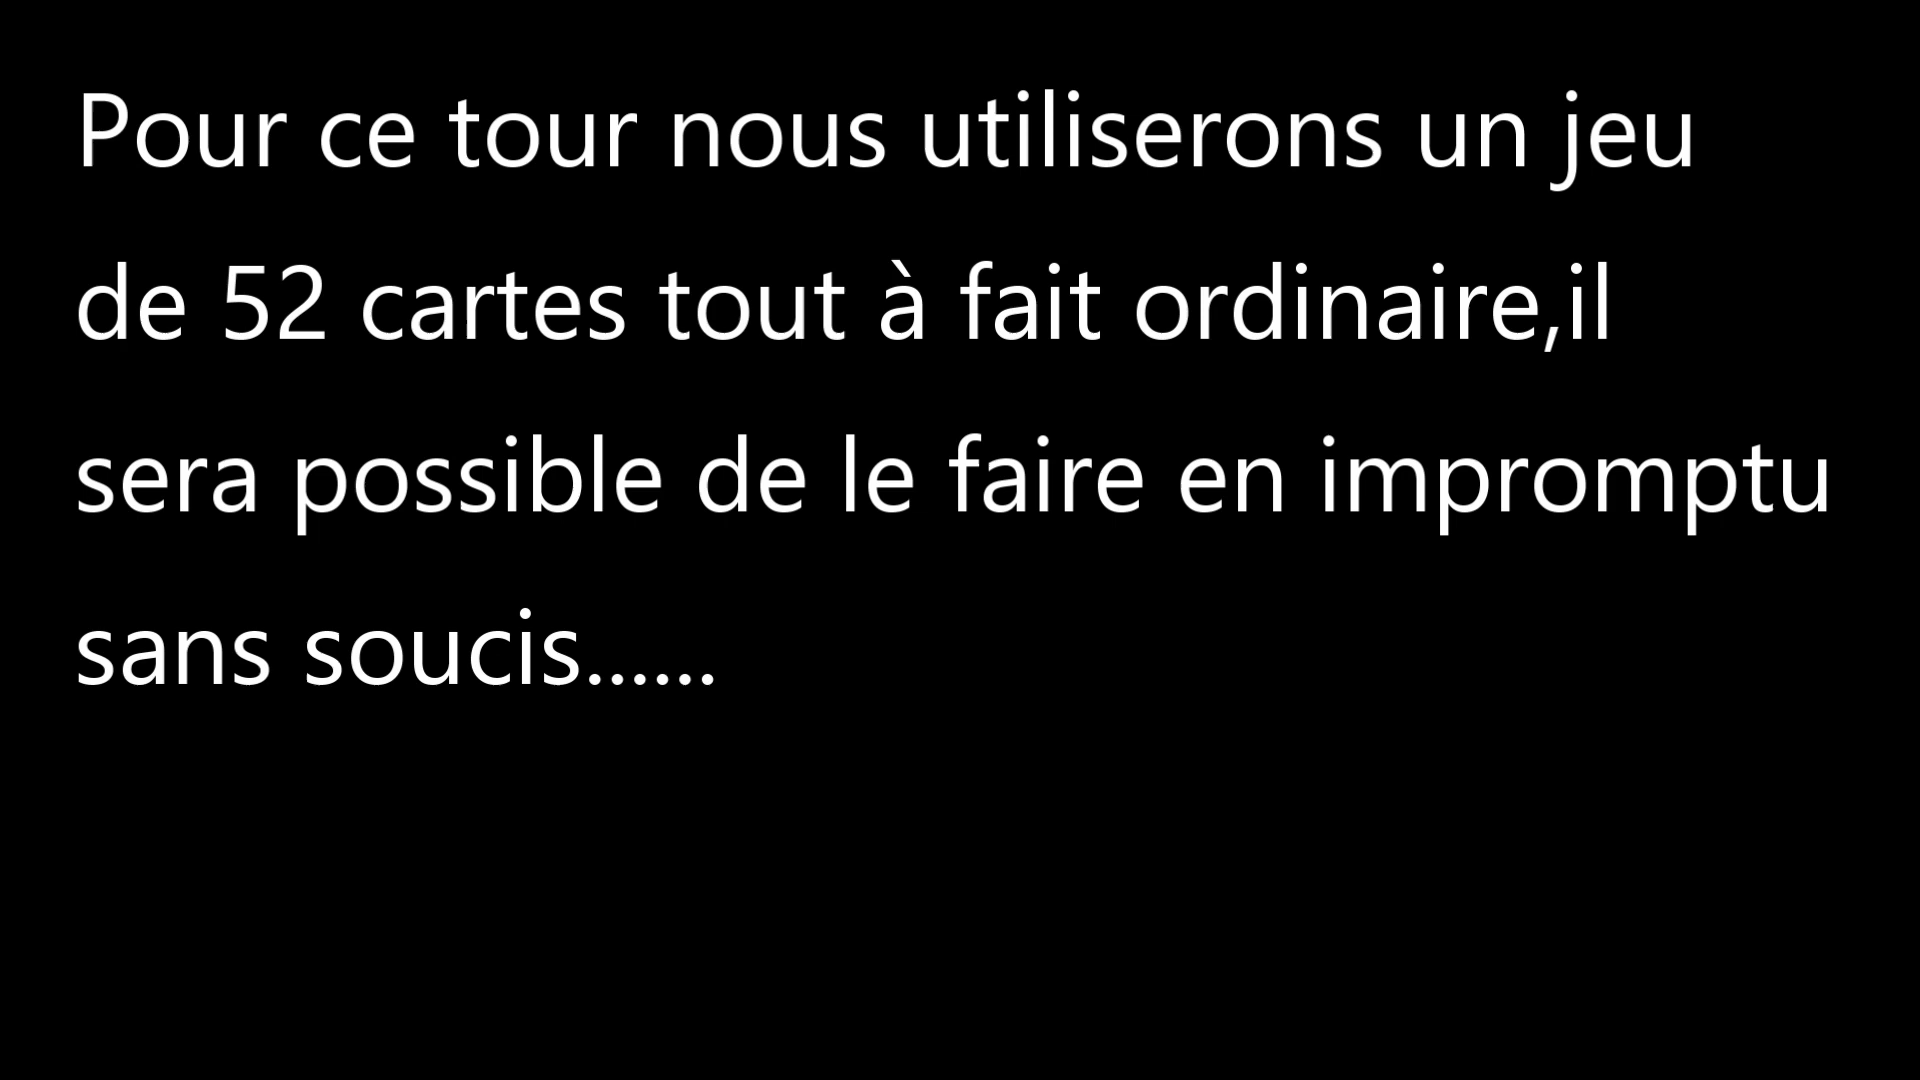 Pour ce tour nous utiliserons un jeu
de 52 cartes tout à fait ordinaire,il
sera possible de le faire en impromptu
sans soucis......